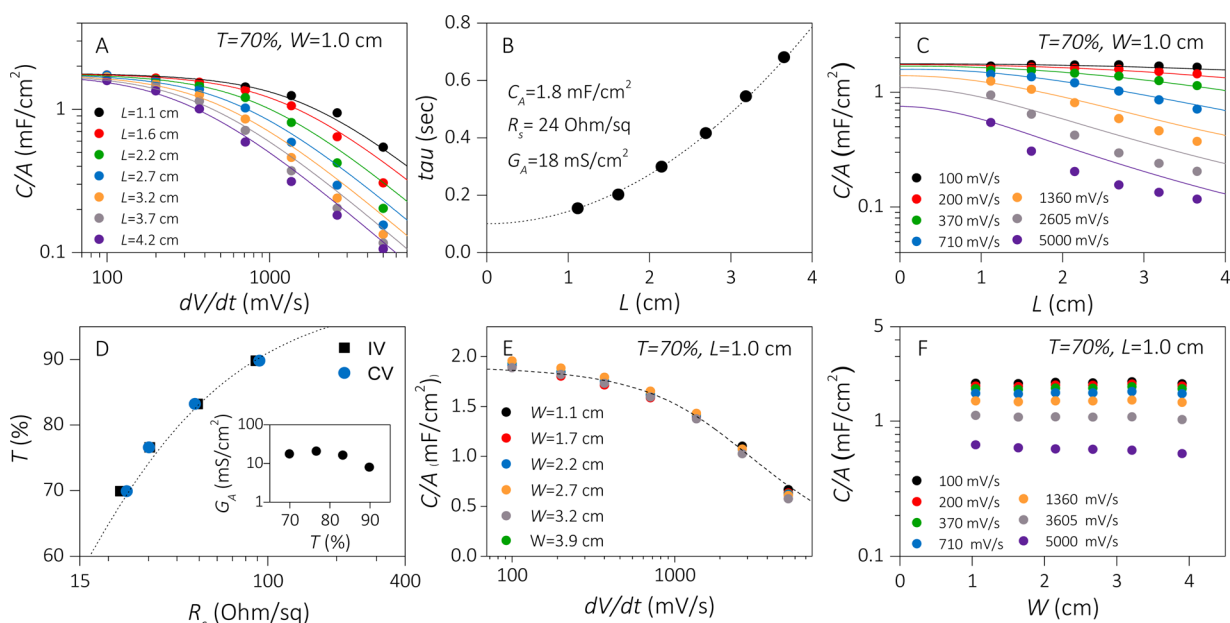 A
T=70%, W=1.0 cm
C/A (mF/cm²)
1
0.1
L=1.1 cm
L=1.6 cm
L=2.2 cm
L=2.7 cm
L=3.2 cm
L=3.7 cm
L=4.2 cm
100
1000
dV/dt (mV/s)
B
tau (sec)
0.8
0.6
0.4
0.2
0.0
C_A=1.8 mF/cm²
R_s= 24 Ohm/sq
G_A=18 mS/cm²
0
1
2
3
4
L (cm)
C
T=70%, W=1.0 cm
C/A (mF/cm²)
1
0.1
100 mV/s
200 mV/s
370 mV/s
710 mV/s
1360 mV/s
2605 mV/s
5000 mV/s
0
1
2
3
4
L (cm)
D
IV
CV
T (%)
90
80
70
60
G_A (mS/cm²)
100
10
1
70
80
90
T (%)
15
100
400
R_s (Ohm/sq)
E
T=70%, L=1.0 cm
C/A (mF/cm²))
2.0
1.5
1.0
0.5
0.0
W=1.1 cm
W=1.7 cm
W=2.2 cm
W=2.7 cm
W=3.2 cm
W=3.9 cm
100
1000
dV/dt (mV/s)
F
T=70%, L=1.0 cm
C/A (mF/cm²)
5
1
0.1
100 mV/s
200 mV/s
370 mV/s
710 mV/s
1360 mV/s
3605 mV/s
5000 mV/s
0
1
2
3
4
5
W (cm)